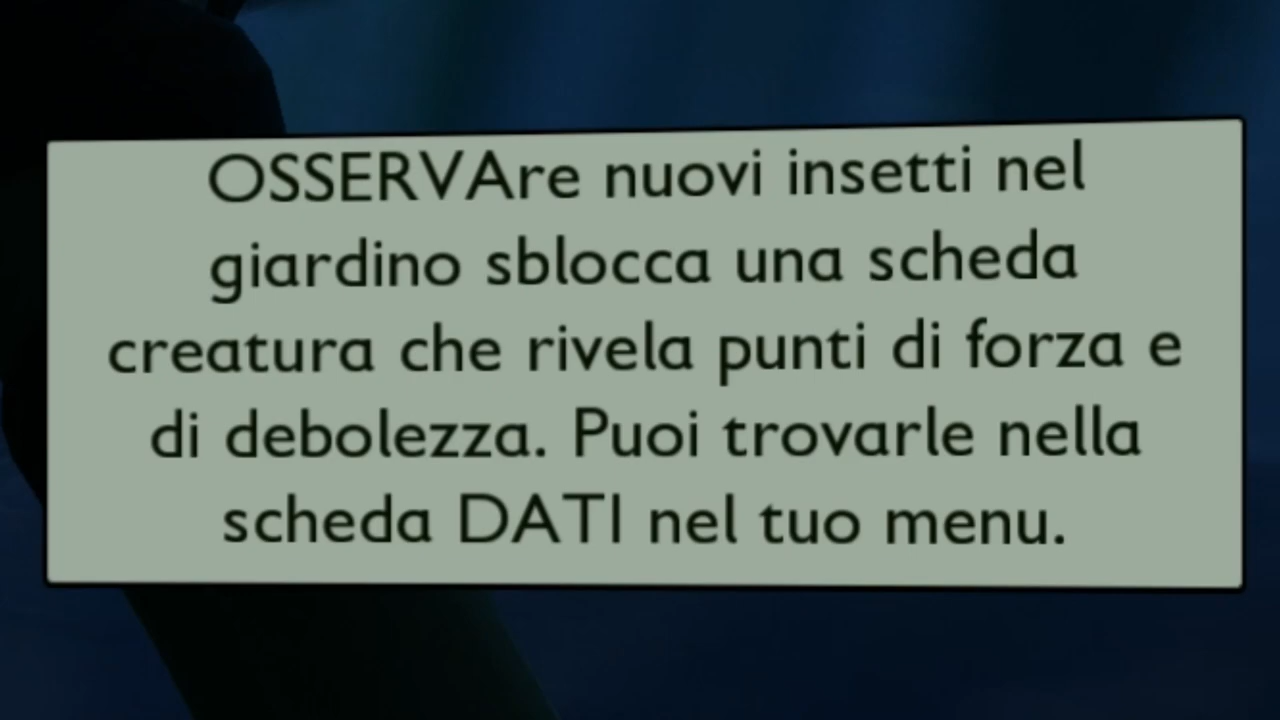 OSSERVAre nuovi insetti nel
giardino sblocca una scheda
creatura che rivela punti di forza e
di debolezza. Puoi trovarle nella
scheda DATI nel tuo menu.